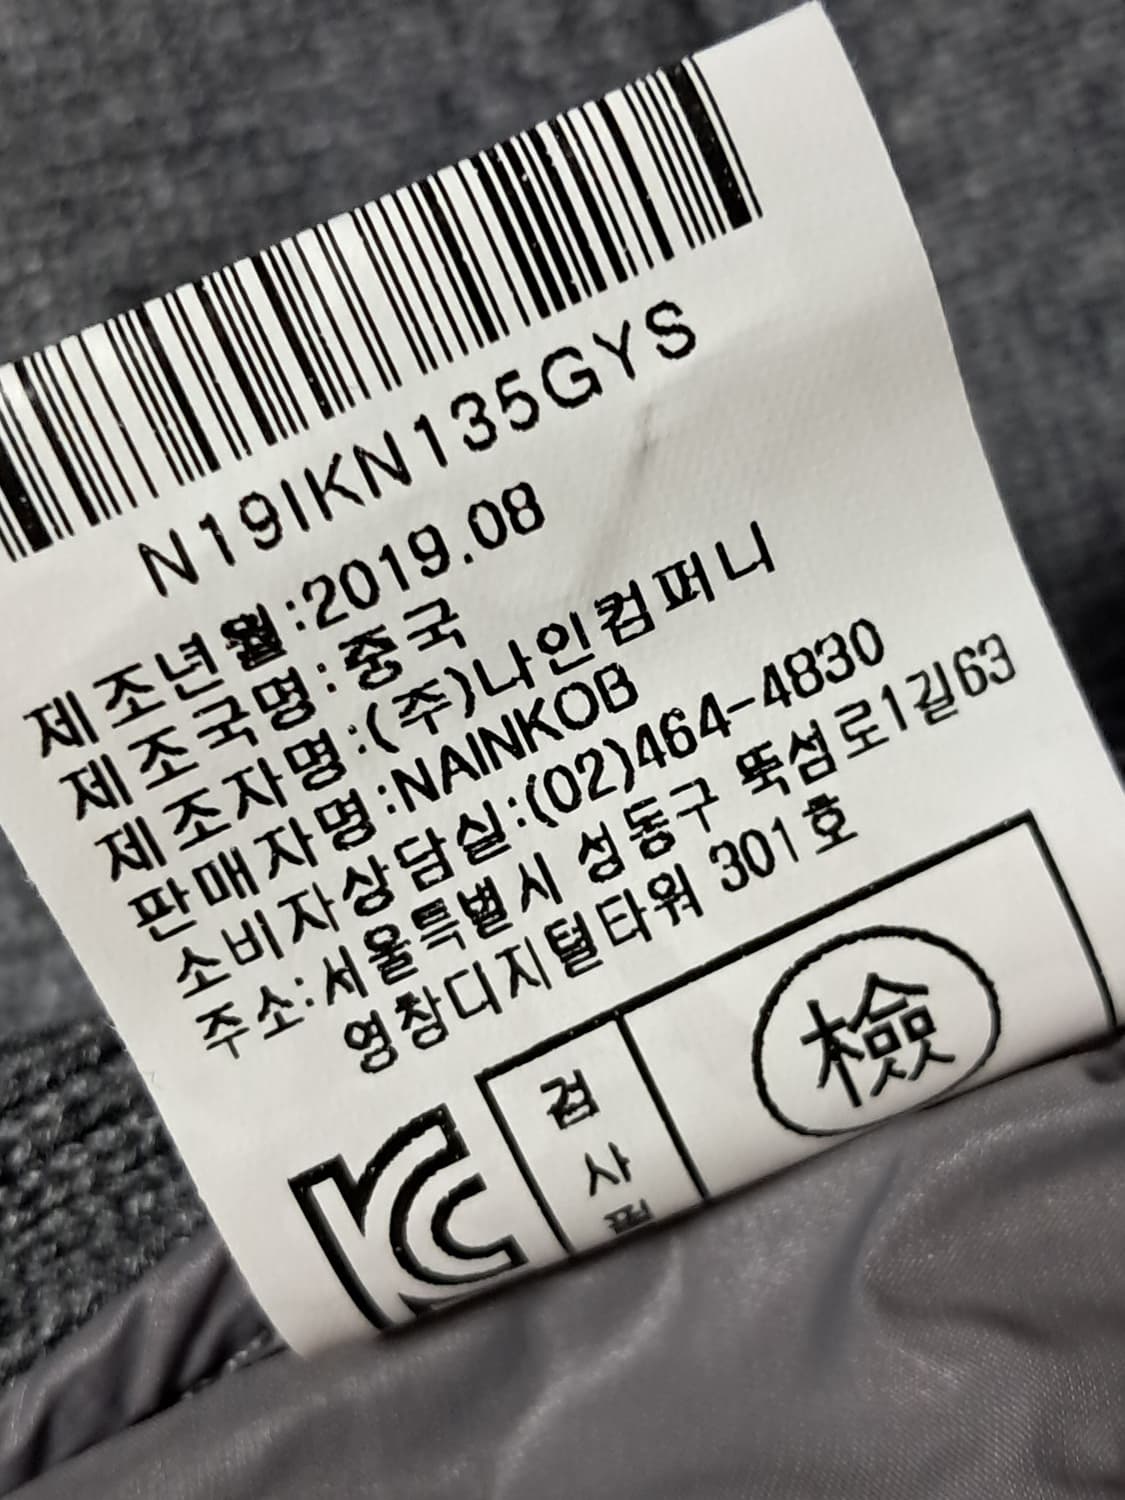 N19IKN135GYS
제조년월:2019.08
제조국명:중국
제조자명:(주)나인컴퍼니
판매자명:NAINKOB
소비자상담실:(02)464-4830
주소:서울특별시 성동구 뚝섬로1길63
영창디지털타워 301호
KC
검
사
필
檢